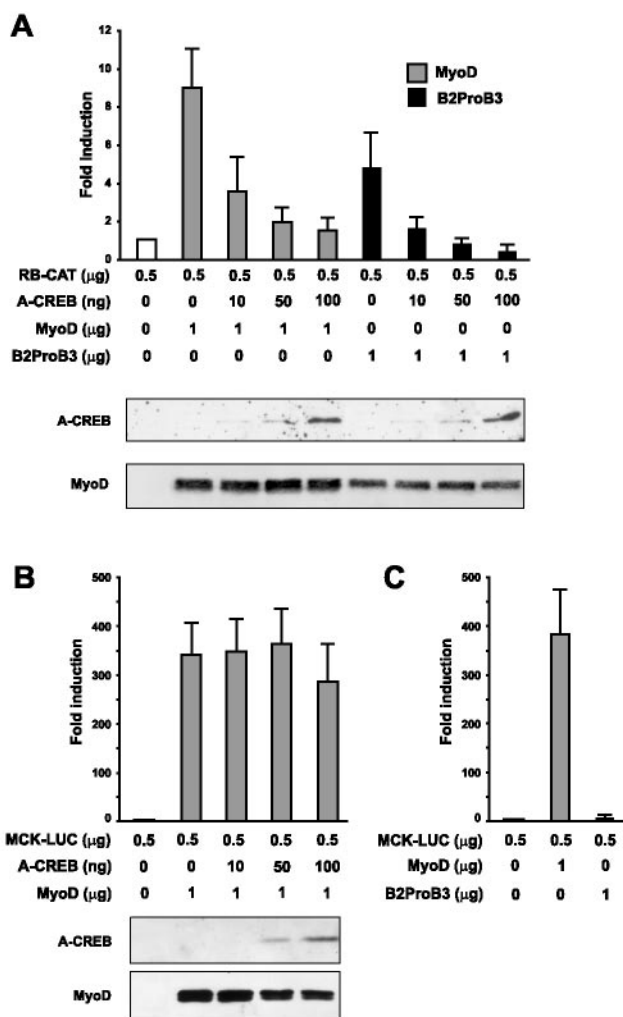 A
12
10
8
6
4
2
0
Fold Induction
MyoD
B2ProB3
RB-CAT (µg) 0.5 0.5 0.5 0.5 0.5 0.5 0.5 0.5 0.5
A-CREB (ng) 0 0 10 50 100 0 10 50 100
MyoD (µg) 0 1 1 1 1 0 0 0 0
B2ProB3 (µg) 0 0 0 0 0 1 1 1 1
A-CREB
MyoD
B
500
400
300
200
100
0
Fold induction
MCK-LUC (µg) 0.5 0.5 0.5 0.5 0.5
A-CREB (ng) 0 0 10 50 100
MyoD (µg) 0 1 1 1 1
A-CREB
MyoD
C
500
400
300
200
100
0
Fold induction
MCK-LUC (µg) 0.5 0.5 0.5
MyoD (µg) 0 1 0
B2ProB3 (µg) 0 0 1